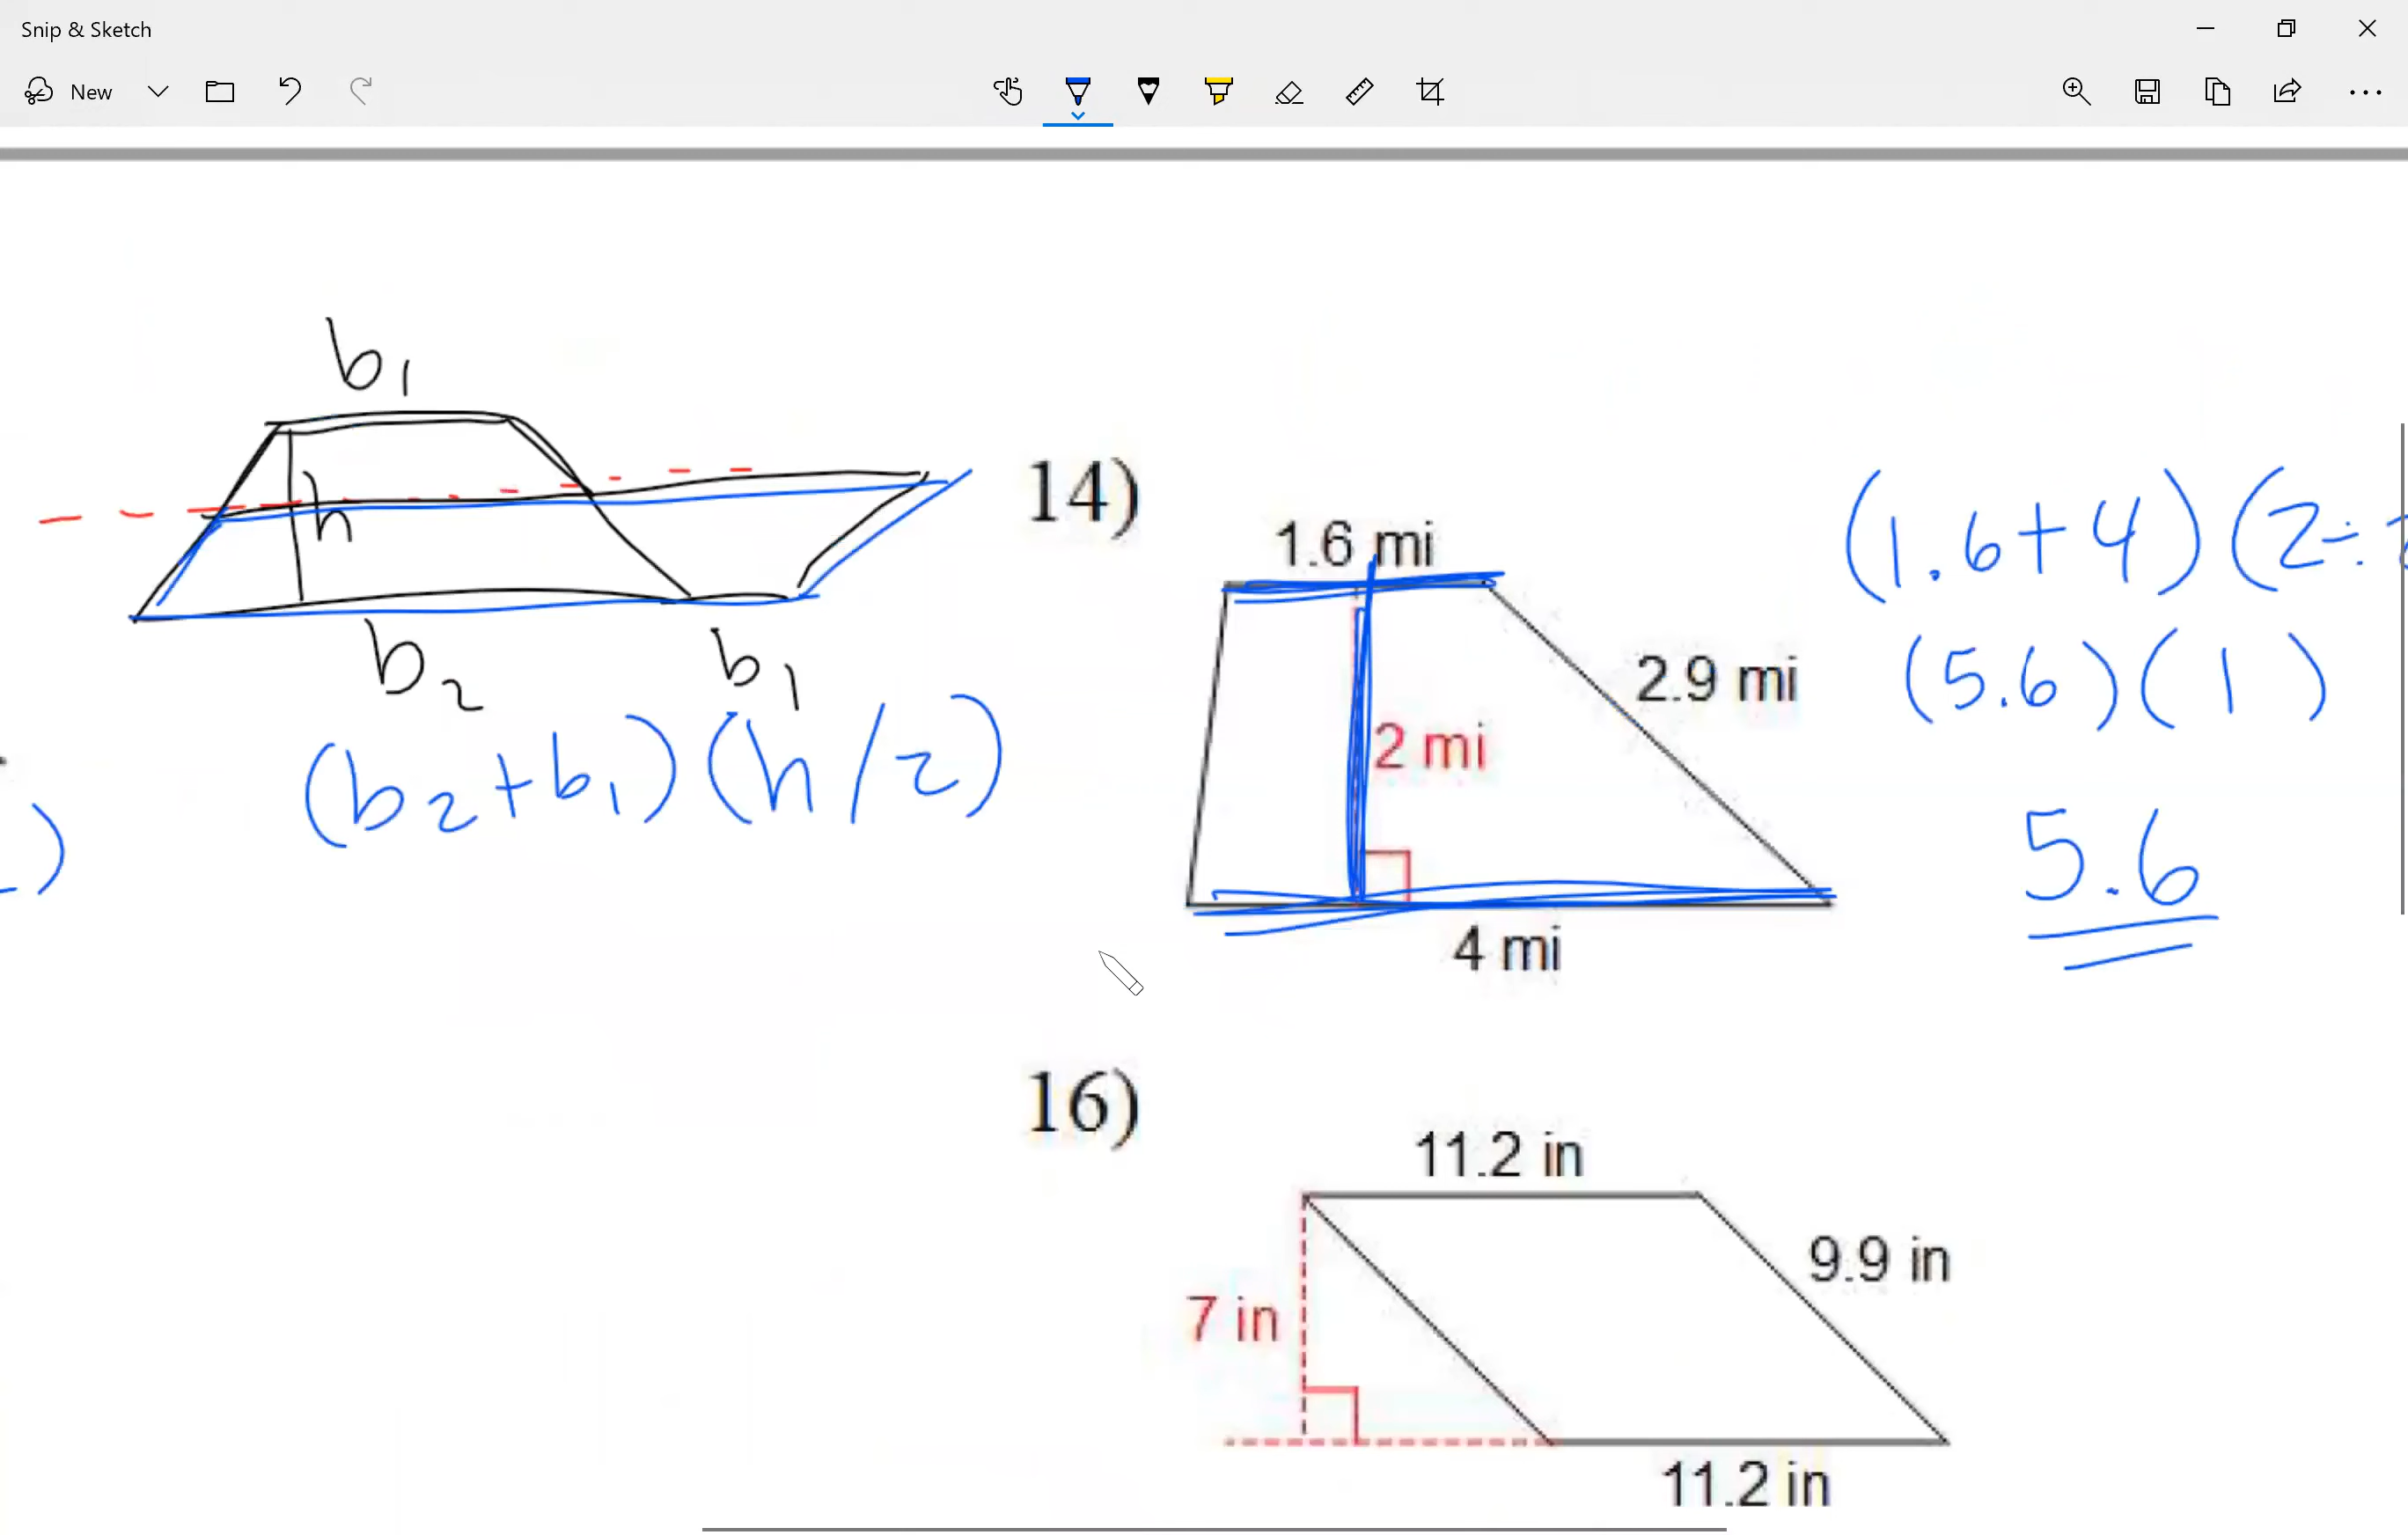 Snip & Sketch
New
b1
h
b2 b1
(b2+b1)(h/2)
)
14)
1.6 mi
2.9 mi
2 mi
4 mi
(1.6+4)(2÷
(5.6)(1)
5.6
16)
11.2 in
9.9 in
7 in
11.2 in